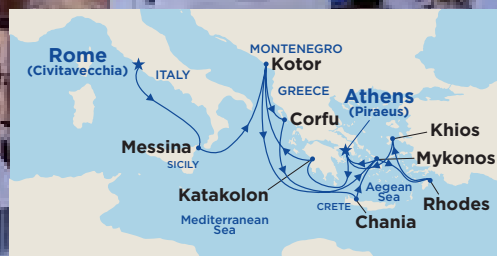 Rome
(Civitavecchia)
ITALY
MONTENEGRO
Kotor
GREECE
Athens
(Piraeus)
Corfu
Khios
Messina
Mykonos
SICILY
Katakolon
Aegean
Sea
Rhodes
CRETE
Mediterranean
Sea
Chania